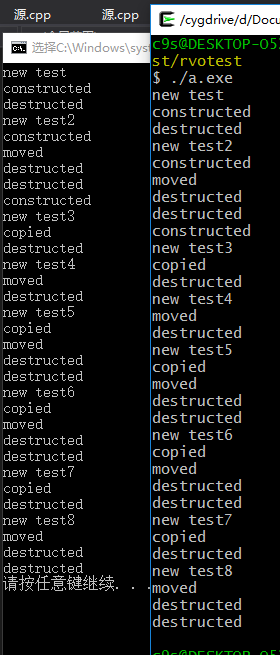 源.cpp
源.cpp
选择C:\Windows\syst
new test
constructed
destructed
new test2
constructed
moved
destructed
destructed
constructed
new test3
copied
destructed
new test4
moved
destructed
new test5
copied
moved
destructed
destructed
new test6
copied
moved
destructed
destructed
new test7
copied
destructed
new test8
moved
destructed
destructed
请按任意键继续. . .
/cygdrive/d/Docu
c9s@DESKTOP-O5
st/rvotest
$ ./a.exe
new test
constructed
destructed
new test2
constructed
moved
destructed
destructed
constructed
new test3
copied
destructed
new test4
moved
destructed
new test5
copied
moved
destructed
destructed
new test6
copied
moved
destructed
destructed
new test7
copied
destructed
new test8
moved
destructed
destructed